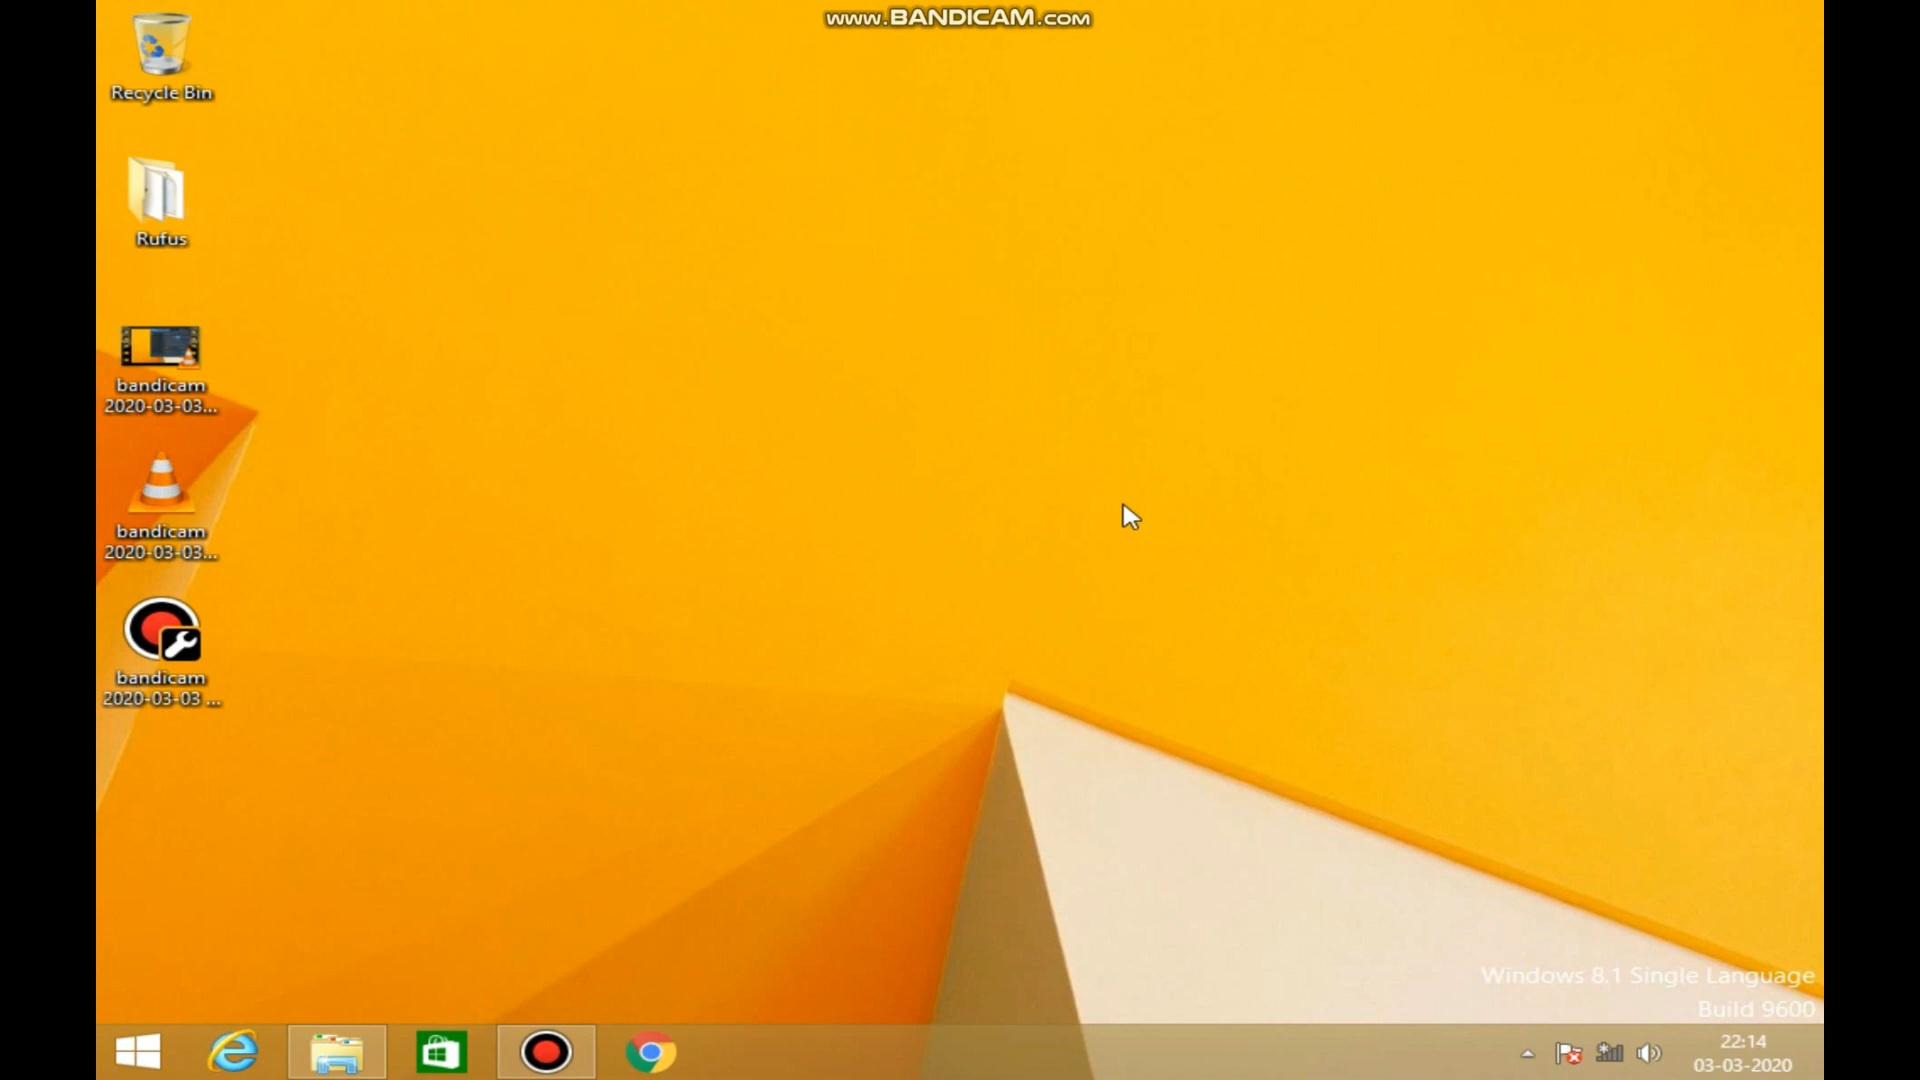 www.BANDICAM.com
Recycle Bin
Rufus
bandicam
2020-03-03...
bandicam
2020-03-03...
bandicam
2020-03-03 ...
Windows 8.1 Single Language
Build 9600
22:14
03-03-2020